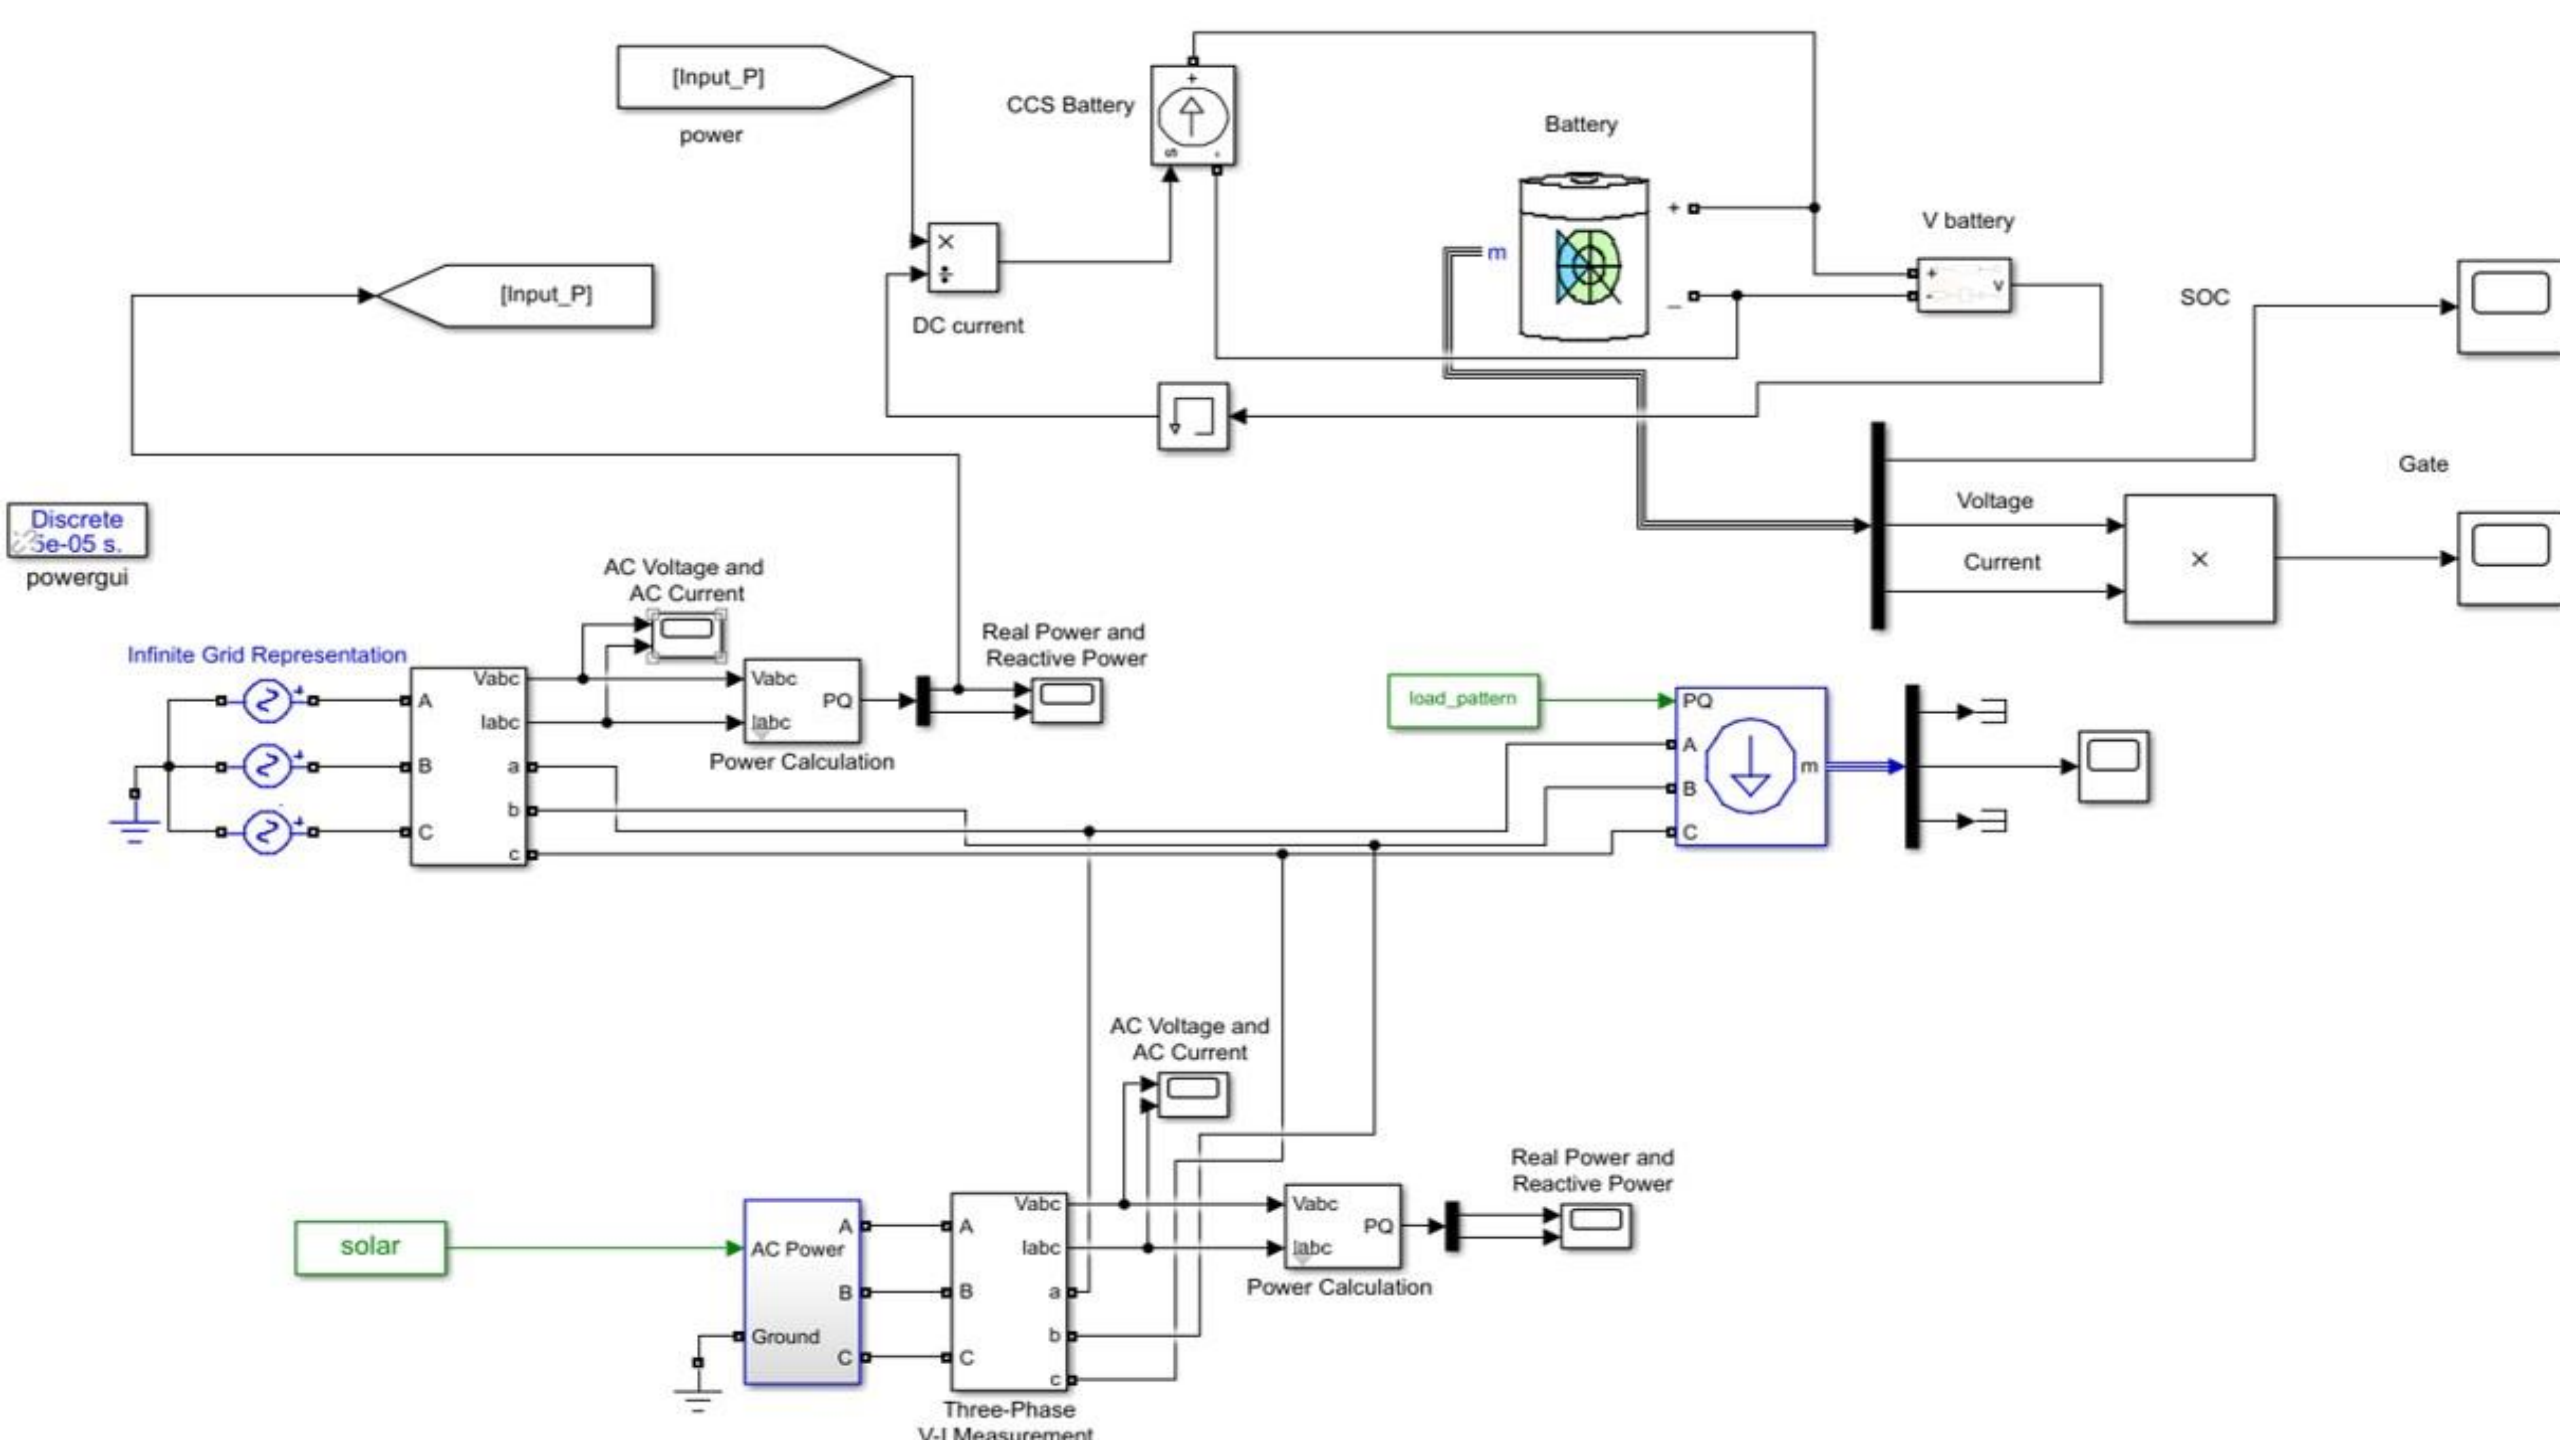 [Input_P]
power
CCS Battery
+
s
-
Battery
+
m
–
V battery
+
-
v
SOC
×
÷
DC current
[Input_P]
Gate
Voltage
Current
×
Discrete
5e-05 s.
powergui
AC Voltage and
AC Current
Infinite Grid Representation
Real Power and
Reactive Power
+
A
+
B
+
C
Vabc
Iabc
a
b
c
Vabc
Iabc
PQ
Power Calculation
load_pattern
PQ
A
B
C
m
AC Voltage and
AC Current
Real Power and
Reactive Power
solar
AC Power
Ground
A
B
C
A
B
C
Vabc
Iabc
a
b
c
Vabc
Iabc
PQ
Power Calculation
Three-Phase
V-I Measurement